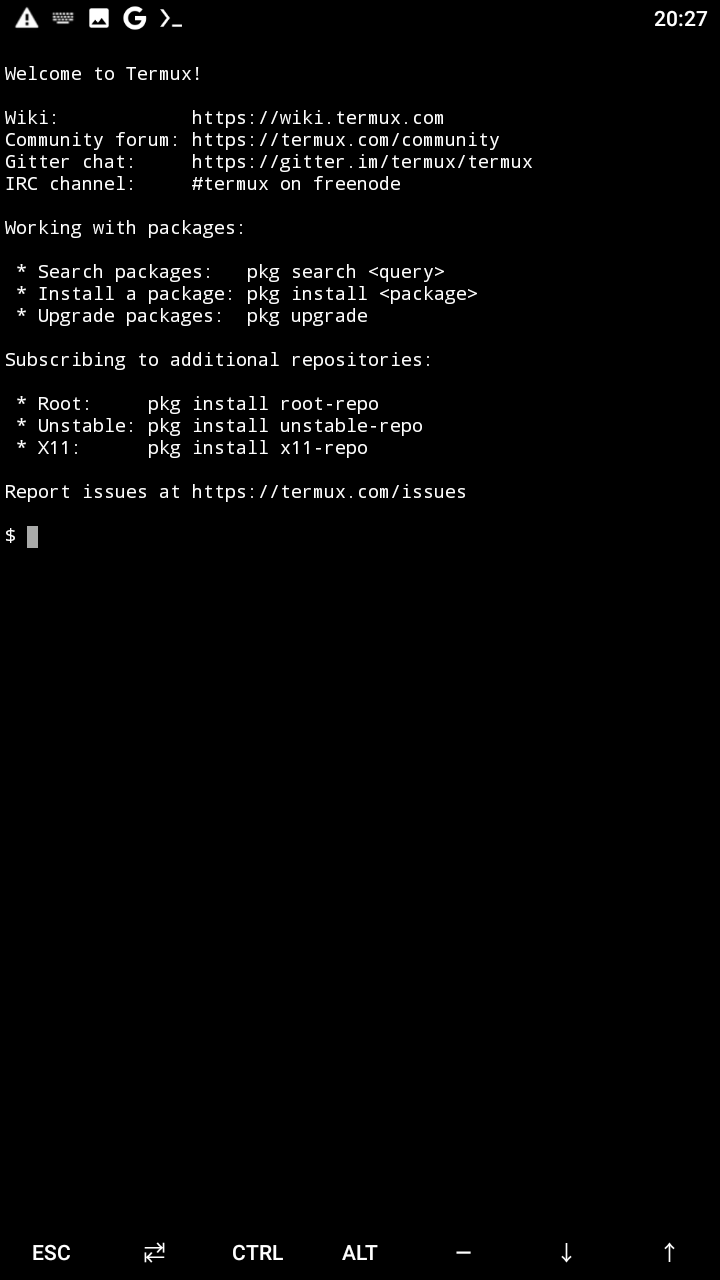 20:27
Welcome to Termux!
Wiki:            https://wiki.termux.com
Community forum: https://termux.com/community
Gitter chat:     https://gitter.im/termux/termux
IRC channel:     #termux on freenode
Working with packages:
 * Search packages:   pkg search <query>
 * Install a package: pkg install <package>
 * Upgrade packages:  pkg upgrade
Subscribing to additional repositories:
 * Root:     pkg install root-repo
 * Unstable: pkg install unstable-repo
 * X11:      pkg install x11-repo
Report issues at https://termux.com/issues
$
ESC ⇄ CTRL ALT — ↓ ↑